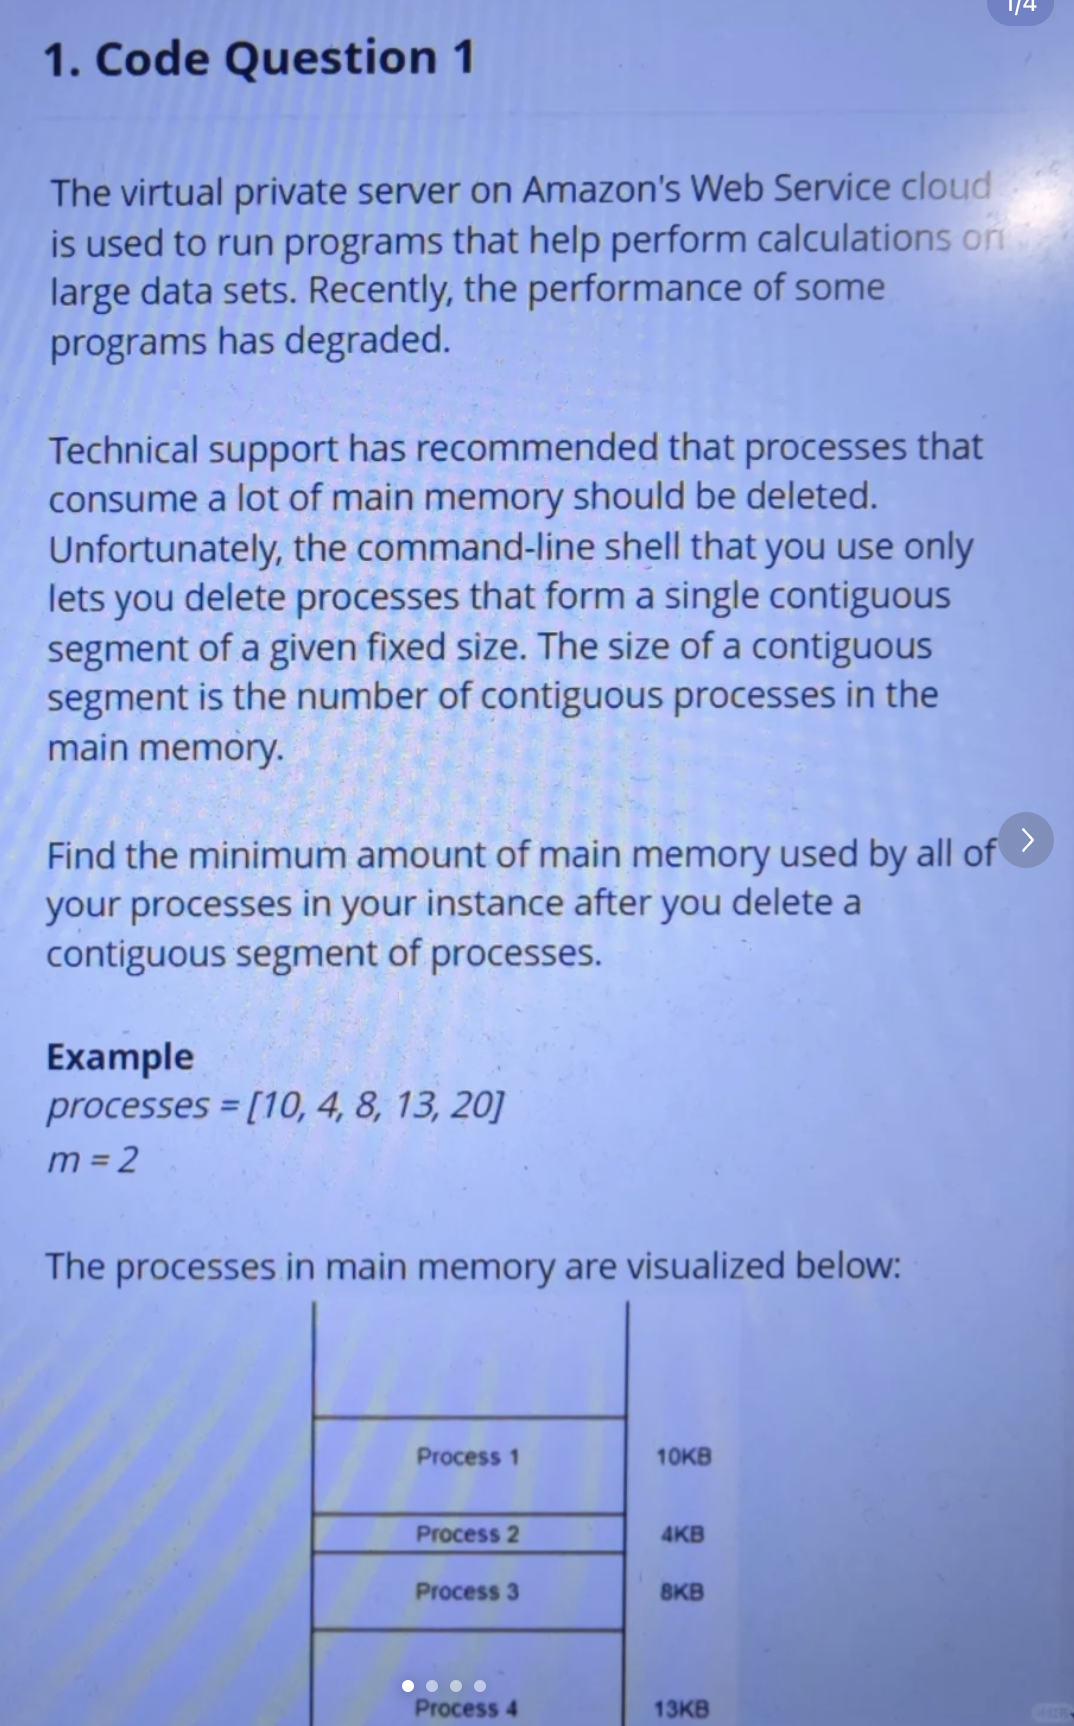 1/4
1. Code Question 1
The virtual private server on Amazon's Web Service cloud
is used to run programs that help perform calculations on
large data sets. Recently, the performance of some
programs has degraded.
Technical support has recommended that processes that
consume a lot of main memory should be deleted.
Unfortunately, the command-line shell that you use only
lets you delete processes that form a single contiguous
segment of a given fixed size. The size of a contiguous
segment is the number of contiguous processes in the
main memory.
Find the minimum amount of main memory used by all of
your processes in your instance after you delete a
contiguous segment of processes.
Example
processes = [10, 4, 8, 13, 20]
m = 2
The processes in main memory are visualized below:
Process 1 10KB
Process 2 4KB
Process 3 8KB
Process 4 13KB